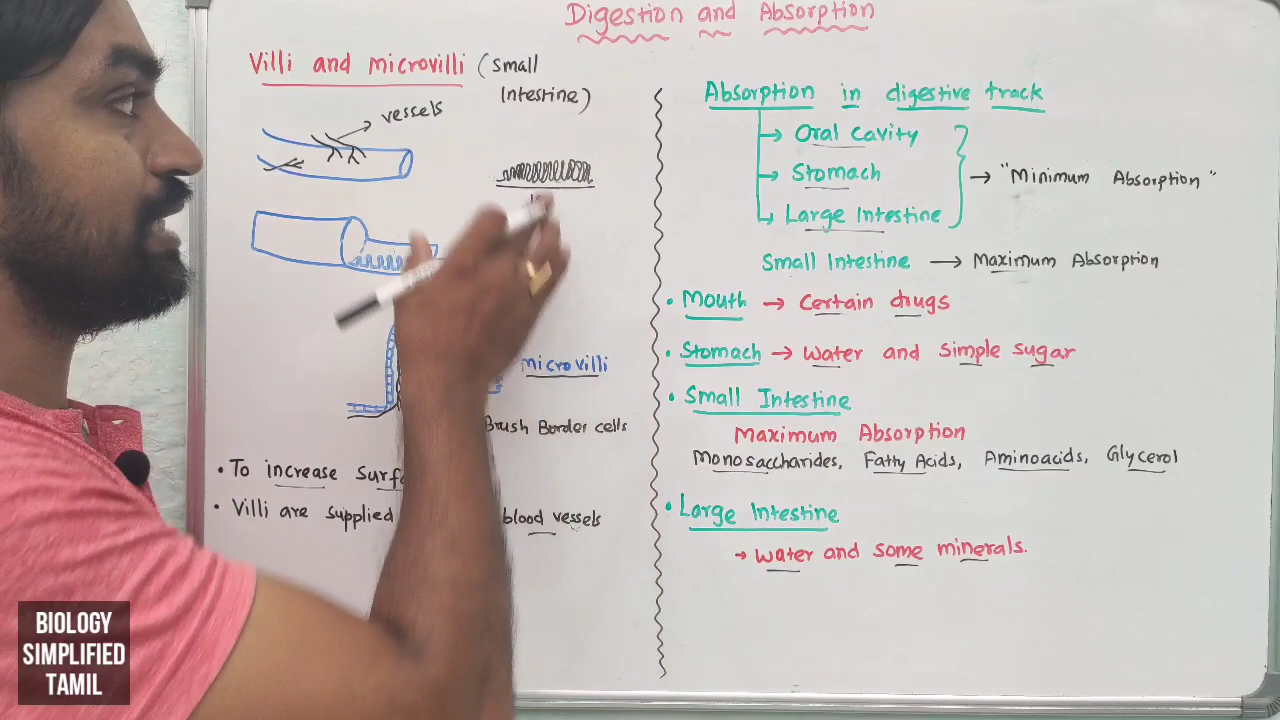 Digestion and Absorption
Villi and microvilli (Small
Intestine)
vessels
microvilli
Brush Border cells
• To increase
• Villi are supplied blood vessels
Absorption in digestive track
Oral cavity
Stomach
Large Intestine
"Minimum Absorption"
Small Intestine → Maximum Absorption
• Mouth → Certain drugs
• Stomach → Water and Simple sugar
• Small Intestine
Maximum Absorption
Monosaccharides, Fatty Acids, Aminoacids, Glycerol
• Large Intestine
→ Water and some minerals.
BIOLOGY
SIMPLIFIED
TAMIL